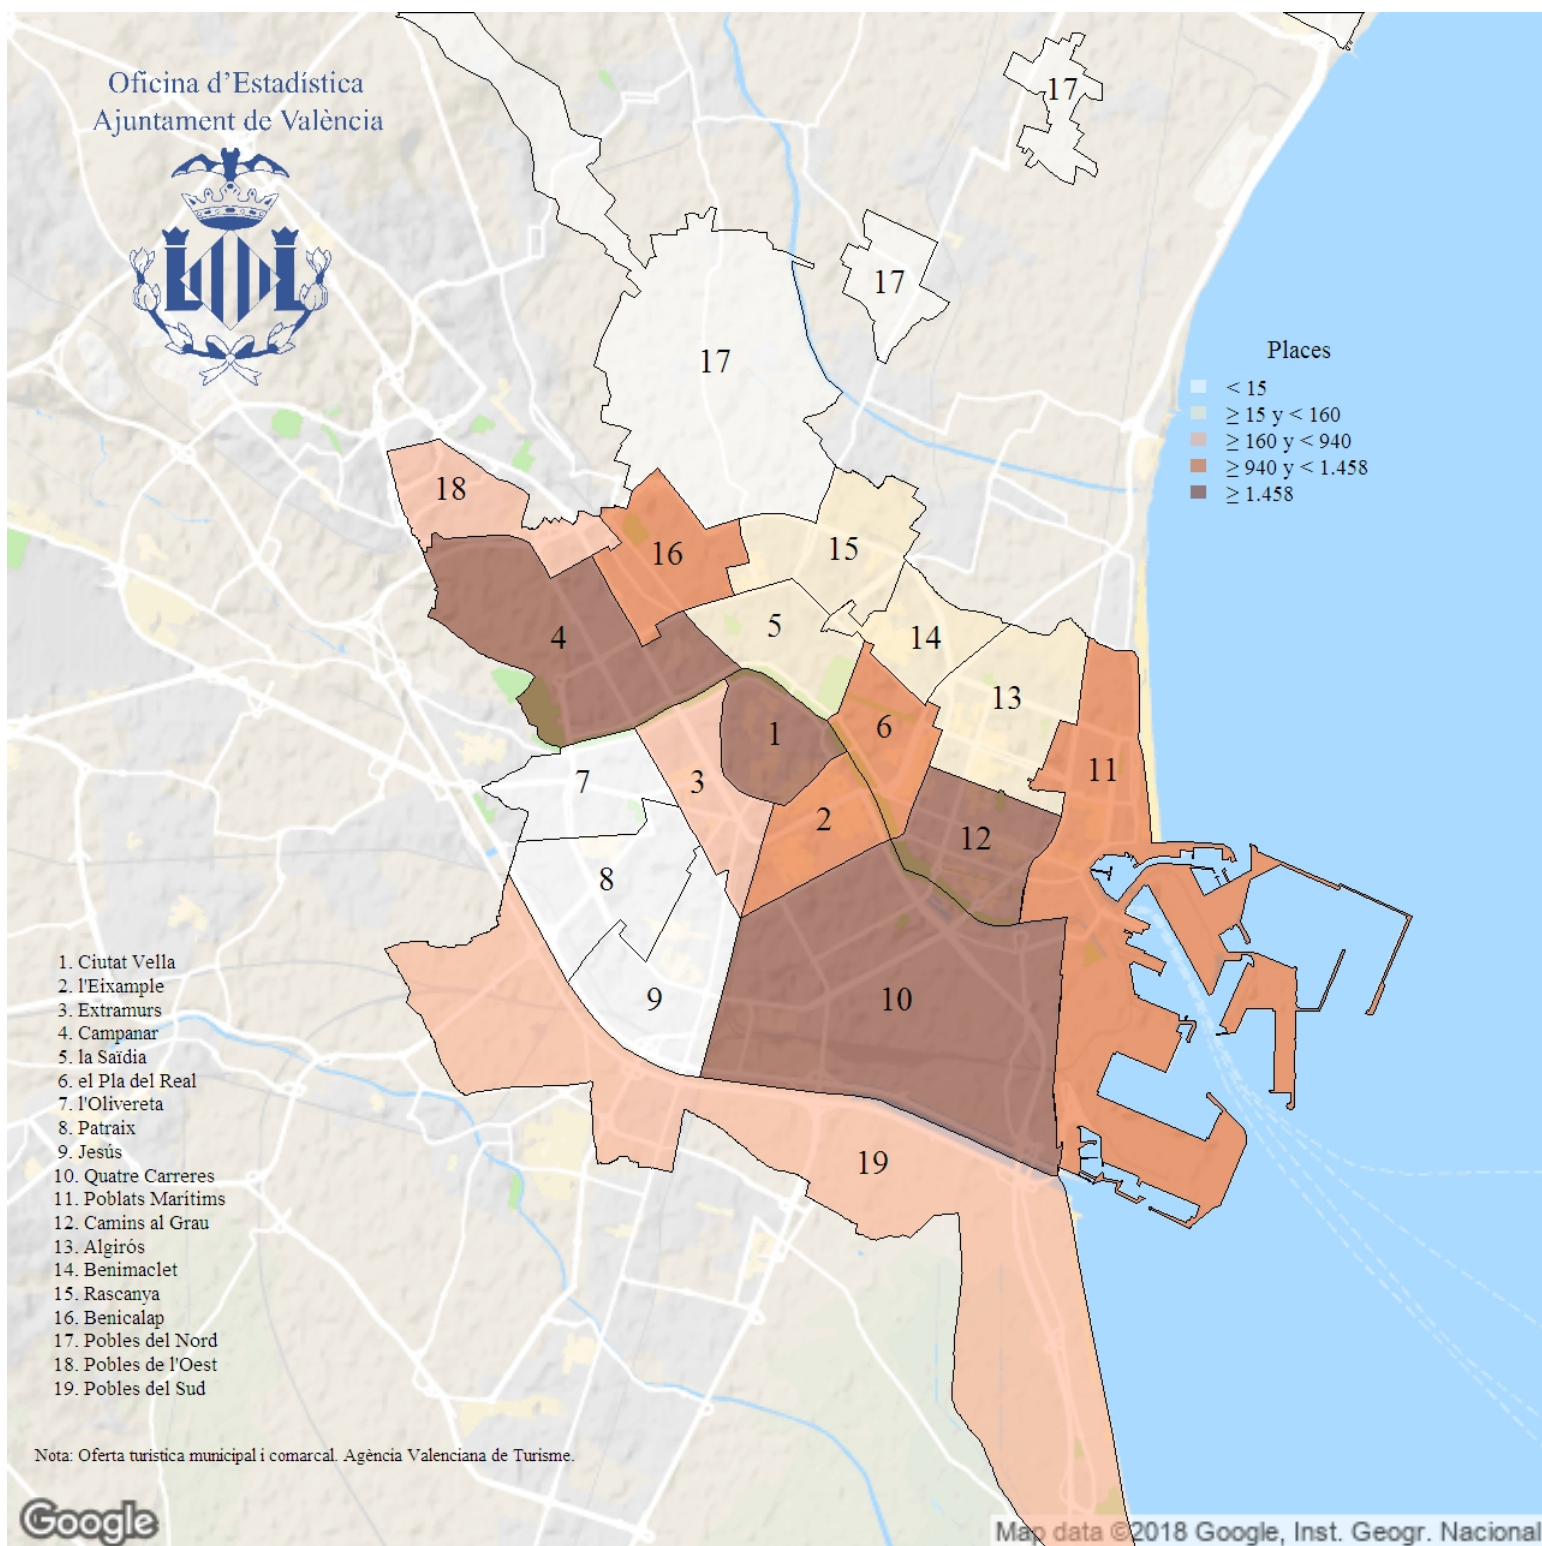 Oficina d'Estadística
Ajuntament de València
17
17
17
Places
< 15
≥ 15 y < 160
≥ 160 y < 940
≥ 940 y < 1.458
≥ 1.458
18
16
15
4
5
14
13
1
6
11
7
3
2
12
8
9
10
19
1. Ciutat Vella
2. l'Eixample
3. Extramurs
4. Campanar
5. la Saïdia
6. el Pla del Real
7. l'Olivereta
8. Patraix
9. Jesús
10. Quatre Carreres
11. Poblats Marítims
12. Camins al Grau
13. Algirós
14. Benimaclet
15. Rascanya
16. Benicalap
17. Pobles del Nord
18. Pobles de l'Oest
19. Pobles del Sud
Nota: Oferta turistica municipal i comarcal. Agència Valenciana de Turisme.
Google
Map data ©2018 Google, Inst. Geogr. Nacional